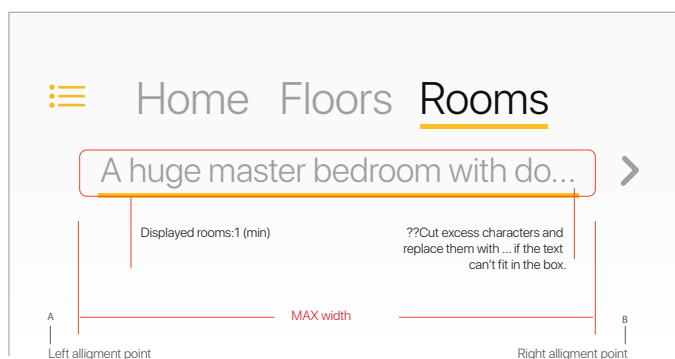 Home Floors Rooms
A huge master bedroom with do...
Displayed rooms:1 (min)
??Cut excess characters and
replace them with ... if the text
can't fit in the box.
MAX width
A
B
Left alligment point
Right alligment point